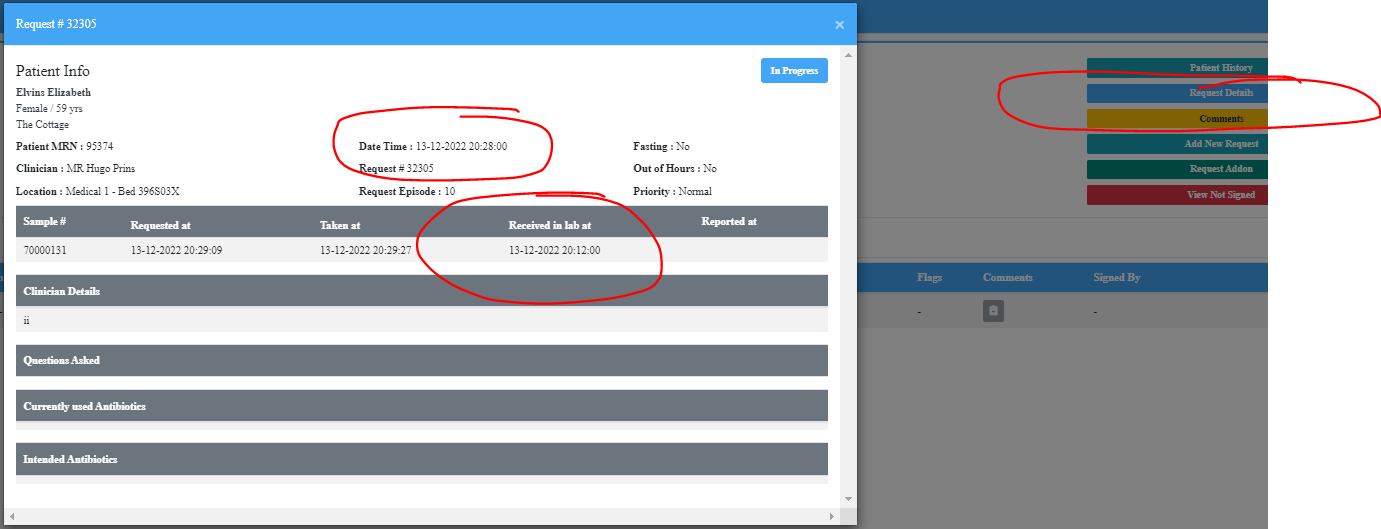 Request # 32305 ×
Patient Info In Progress
Elvins Elizabeth
Female / 59 yrs
The Cottage
Patient MRN : 95374 Date Time : 13-12-2022 20:28:00 Fasting : No
Clinician : MR Hugo Prins Request # 32305 Out of Hours : No
Location : Medical 1 - Bed 396803X Request Episode : 10 Priority : Normal
Sample # Requested at Taken at Received in lab at Reported at
70000131 13-12-2022 20:29:09 13-12-2022 20:29:27 13-12-2022 20:12:00
Clinician Details
ii
Questions Asked
Currently used Antibiotics
Intended Antibiotics
Patient History
Request Details
Comments
Add New Request
Request Addon
View Not Signed
Flags Comments Signed By
- -